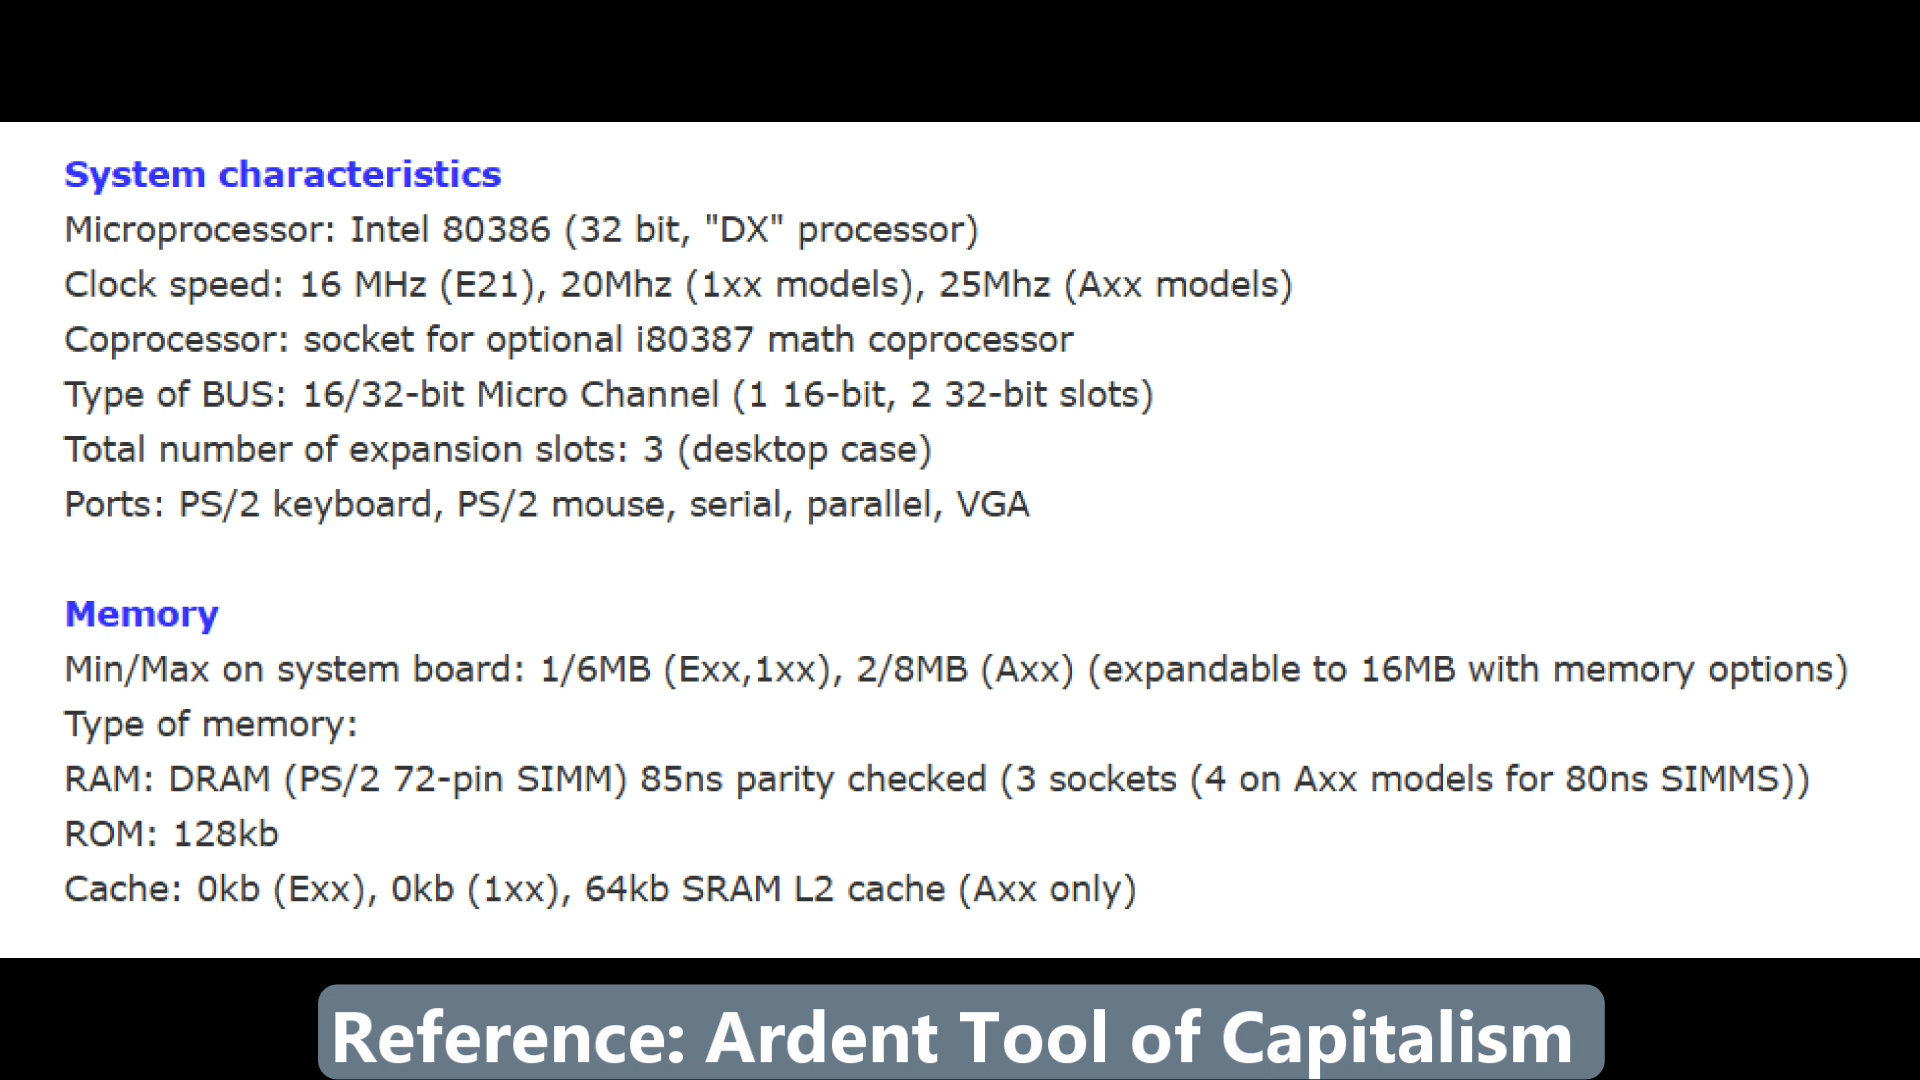 System characteristics
Microprocessor: Intel 80386 (32 bit, "DX" processor)
Clock speed: 16 MHz (E21), 20Mhz (1xx models), 25Mhz (Axx models)
Coprocessor: socket for optional i80387 math coprocessor
Type of BUS: 16/32-bit Micro Channel (1 16-bit, 2 32-bit slots)
Total number of expansion slots: 3 (desktop case)
Ports: PS/2 keyboard, PS/2 mouse, serial, parallel, VGA
Memory
Min/Max on system board: 1/6MB (Exx,1xx), 2/8MB (Axx) (expandable to 16MB with memory options)
Type of memory:
RAM: DRAM (PS/2 72-pin SIMM) 85ns parity checked (3 sockets (4 on Axx models for 80ns SIMMS))
ROM: 128kb
Cache: 0kb (Exx), 0kb (1xx), 64kb SRAM L2 cache (Axx only)
Reference: Ardent Tool of Capitalism